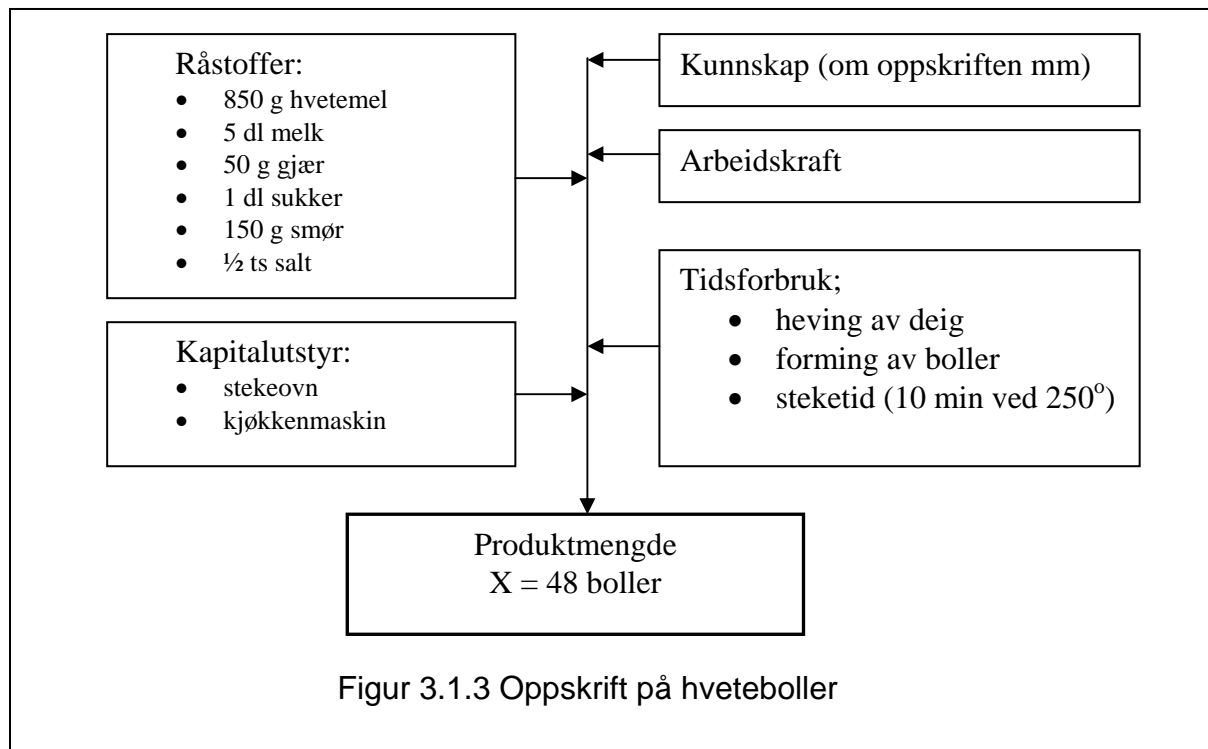 Råstoffer:
• 850 g hvetemel
• 5 dl melk
• 50 g gjær
• 1 dl sukker
• 150 g smør
• ½ ts salt
Kapitalutstyr:
• stekeovn
• kjøkkenmaskin
Kunnskap (om oppskriften mm)
Arbeidskraft
Tidsforbruk;
• heving av deig
• forming av boller
• steketid (10 min ved 250°)
Produktmengde
X = 48 boller
Figur 3.1.3 Oppskrift på hveteboller